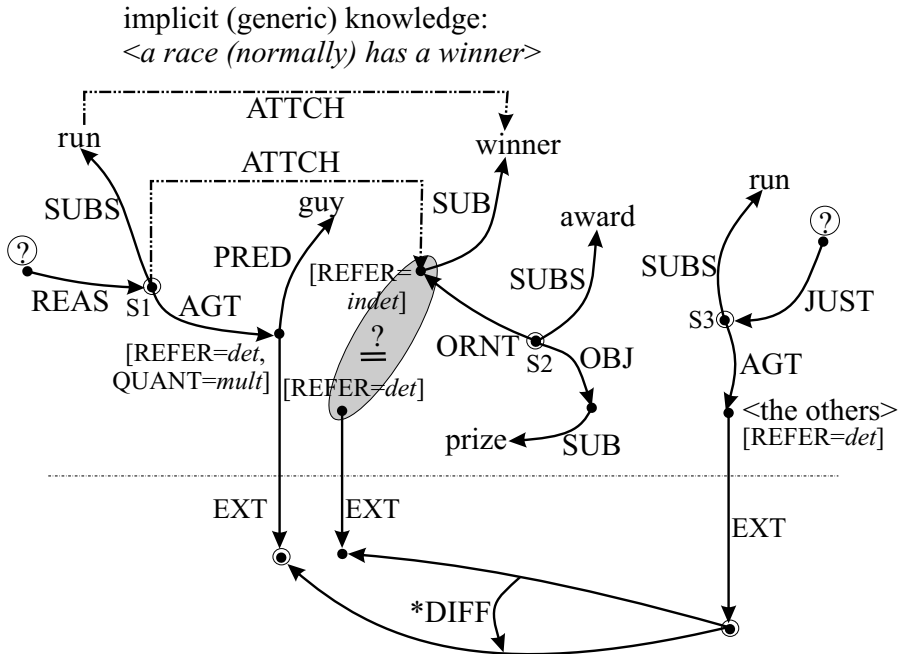 implicit (generic) knowledge:
<a race (normally) has a winner>
ATTCH
run
winner
ATTCH
run
guy
SUBS
SUB
award
?
?
PRED
[REFER=
indet]
SUBS
SUBS
REAS
S1
AGT
JUST
S3
ORNT
?
=
S2
OBJ
[REFER=det,
QUANT=mult]
AGT
[REFER=det]
<the others>
[REFER=det]
prize
SUB
EXT
EXT
EXT
*DIFF